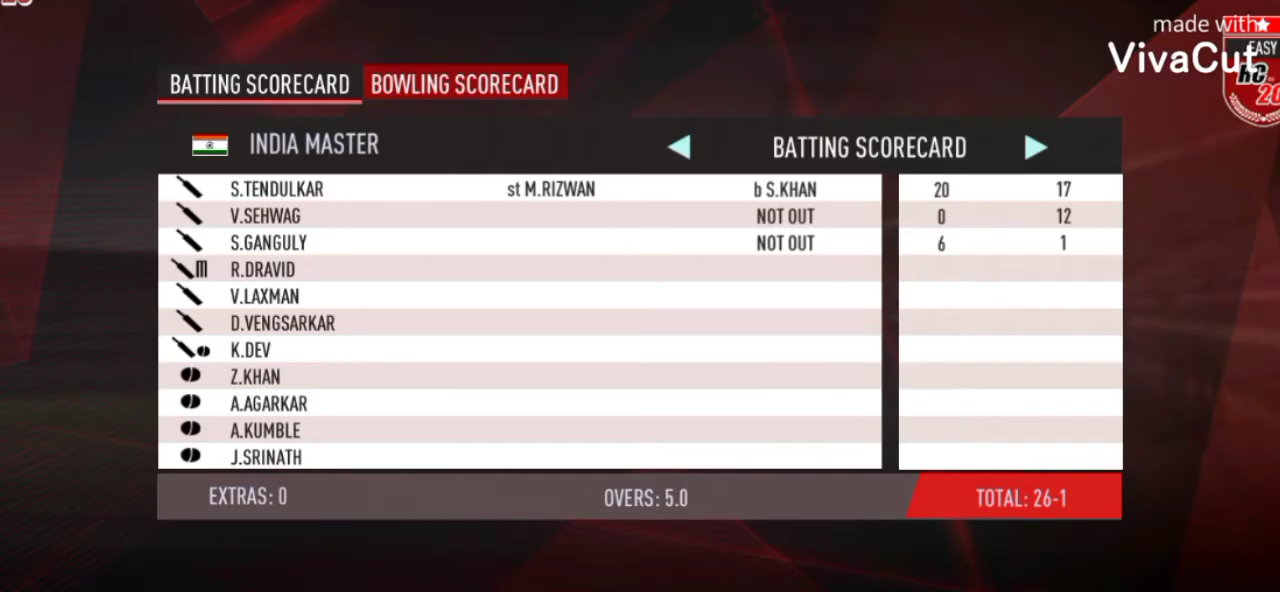 made with
VivaCut
EASY
BATTING SCORECARD BOWLING SCORECARD
INDIA MASTER BATTING SCORECARD
S.TENDULKAR st M.RIZWAN b S.KHAN 20 17
V.SEHWAG NOT OUT 0 12
S.GANGULY NOT OUT 6 1
R.DRAVID
V.LAXMAN
D.VENGSARKAR
K.DEV
Z.KHAN
A.AGARKAR
A.KUMBLE
J.SRINATH
EXTRAS: 0 OVERS: 5.0 TOTAL: 26-1